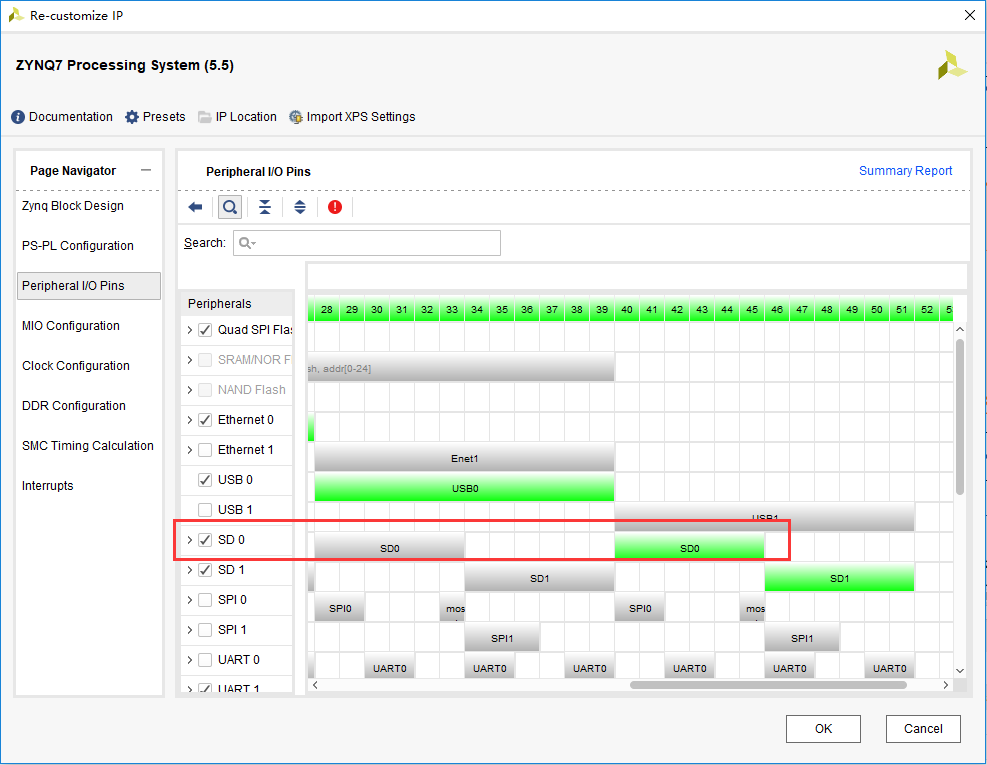 Re-customize IP
ZYNQ7 Processing System (5.5)
Documentation Presets IP Location Import XPS Settings
Page Navigator
Zynq Block Design
PS-PL Configuration
Peripheral I/O Pins
MIO Configuration
Clock Configuration
DDR Configuration
SMC Timing Calculation
Interrupts
Peripheral I/O Pins Summary Report
Search:
Peripherals 28 29 30 31 32 33 34 35 36 37 38 39 40 41 42 43 44 45 46 47 48 49 50 51 52 5
Quad SPI Flas
SRAM/NOR F sh, addr[0-24]
NAND Flash
Ethernet 0
Ethernet 1 Enet1
USB 0 USB0
USB 1 USB1
SD 0 SD0 SD0
SD 1 SD1 SD1
SPI 0 SPI0 mos SPI0 mos
SPI 1 SPI1 SPI1
UART 0 UART0 UART0 UART0 UART0 UART0 UART0
UART 1
OK Cancel